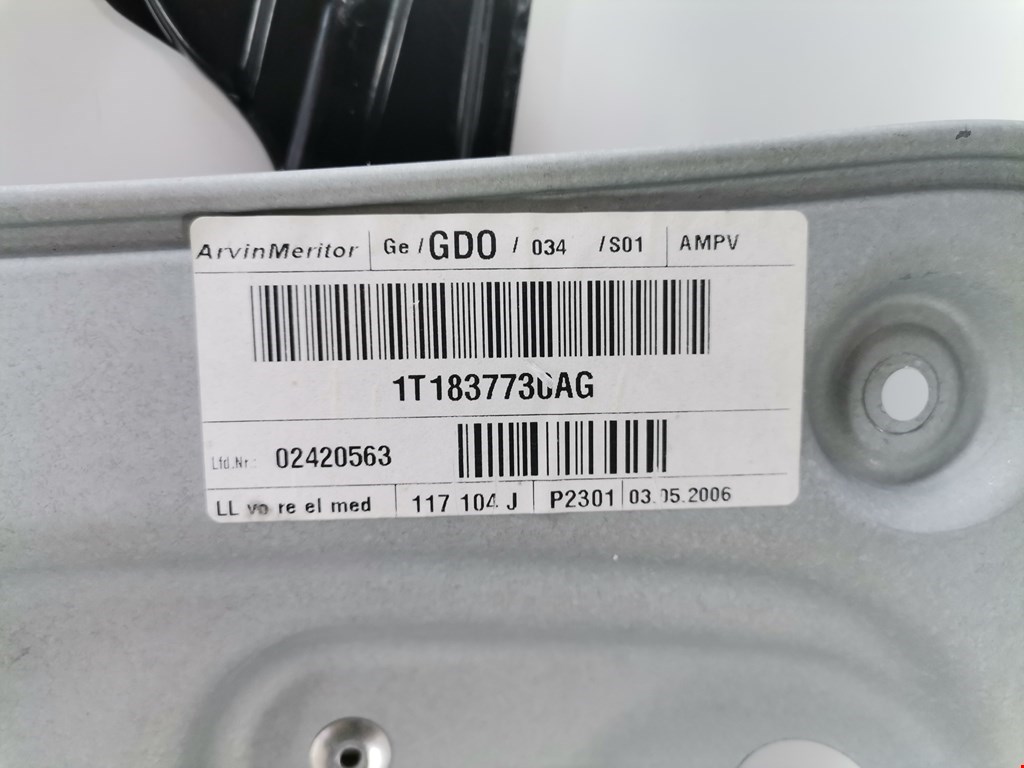 ArvinMeritor Ge / GDO / 034 /S01 AMPV
1T1837730AG
Lfd.Nr.: 02420563
LL vo re el med 117 104 J P2301 03.05.2006